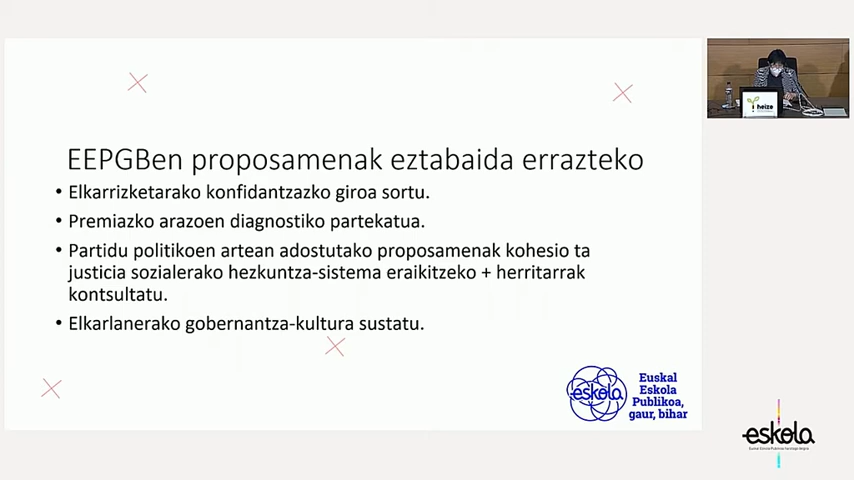 EEPGBen proposamenak eztabaida errazteko
• Elkarrizketarako konfidantzazko giroa sortu.
• Premiazko arazoen diagnostiko partekatua.
• Partidu politikoen artean adostutako proposamenak kohesio ta
justicia sozialerako hezkuntza-sistema eraikitzeko + herritarrak
kontsultatu.
• Elkarlanerako gobernantza-kultura sustatu.
eskola
Euskal
Eskola
Publikoa,
gaur, bihar
heize
eskola